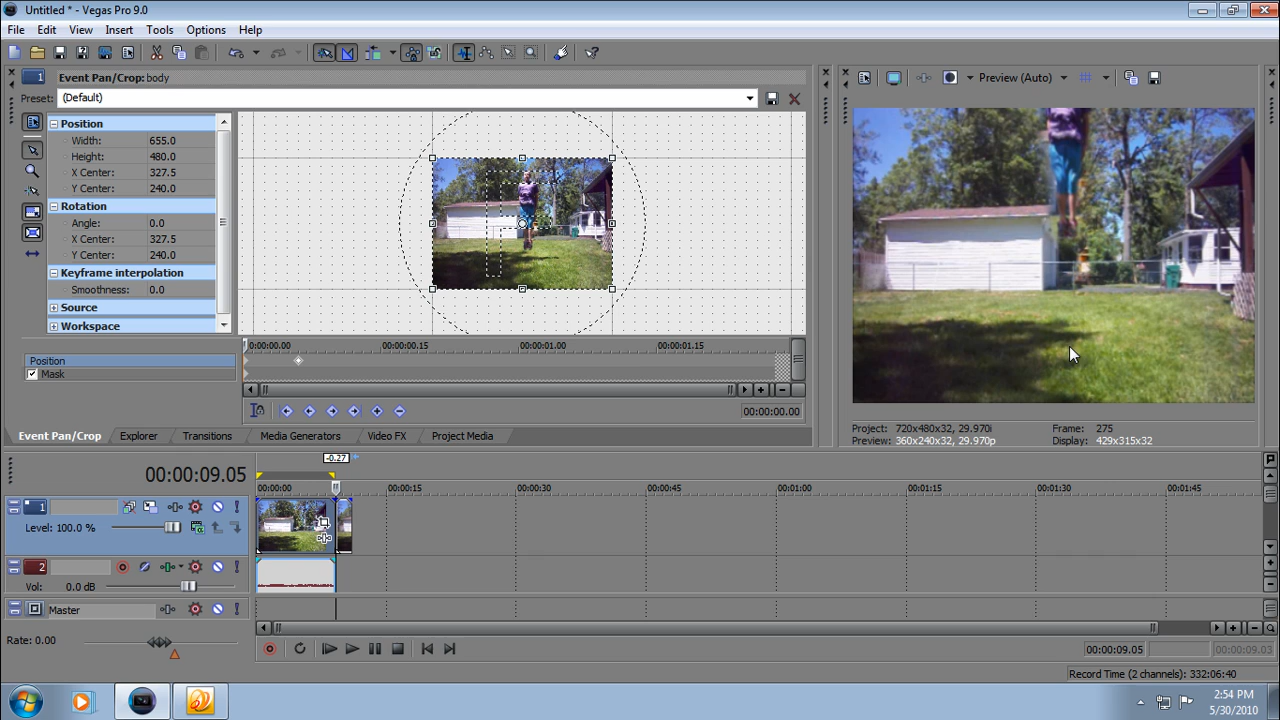 Untitled * - Vegas Pro 9.0
File Edit View Insert Tools Options Help
1 Event Pan/Crop: body
Preset: (Default)
Position
Width: 655.0
Height: 480.0
X Center: 327.5
Y Center: 240.0
Rotation
Angle: 0.0
X Center: 327.5
Y Center: 240.0
Keyframe interpolation
Smoothness: 0.0
Source
Workspace
F
0:00:00.00 00:00:00.15 00:00:01.00 00:00:01.15
Position
Mask
00:00:00.00
Event Pan/Crop Explorer Transitions Media Generators Video FX Project Media
Preview (Auto)
Project: 720x480x32, 29.970i Frame: 275
Preview: 360x240x32, 29.970p Display: 429x315x32
00:00:09.05
-0.27
00:00:00 00:00:15 00:00:30 00:00:45 00:01:00 00:01:15 00:01:30 00:01:45
1
Level: 100.0 %
2
Vol: 0.0 dB
Master
Rate: 0.00
00:00:09.05 00:00:09.03
Record Time (2 channels): 332:06:40
2:54 PM
5/30/2010